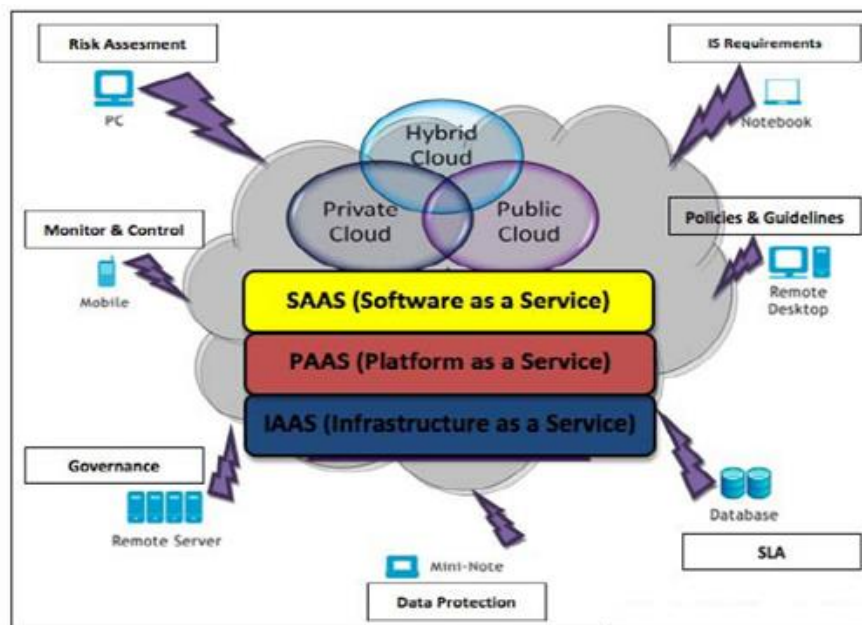 Risk Assesment
PC
IS Requirements
Notebook
Hybrid
Cloud
Private
Cloud
Public
Cloud
Monitor & Control
Mobile
Policies & Guidelines
Remote
Desktop
SAAS (Software as a Service)
PAAS (Platform as a Service)
IAAS (Infrastructure as a Service)
Governance
Remote Server
Database
SLA
Mini-Note
Data Protection